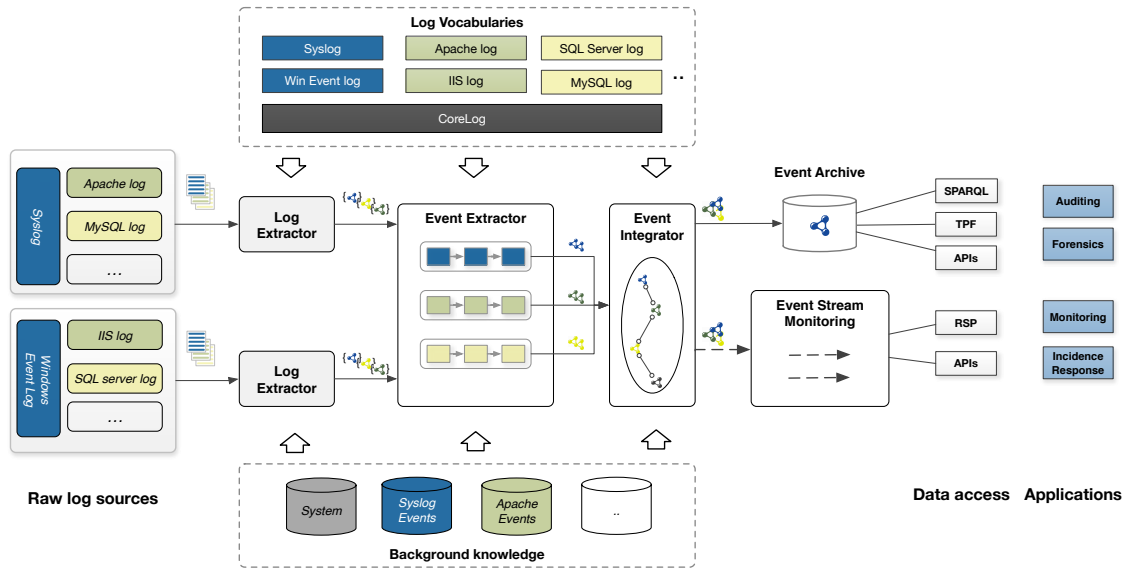 Log Vocabularies
Syslog
Apache log
SQL Server log
Win Event log
IIS log
MySQL log
..
CoreLog
Syslog
Apache log
MySQL log
...
Windows
Event Log
IIS log
SQL server log
...
Raw log sources
Log
Extractor
Log
Extractor
{ }
{ }
{ }
{ }
{ }
{ }
Event Extractor
Event
Integrator
Event Archive
Event Stream
Monitoring
SPARQL
TPF
APIs
RSP
APIs
Data access
Auditing
Forensics
Monitoring
Incidence
Response
Applications
System
Syslog
Events
Apache
Events
..
Background knowledge